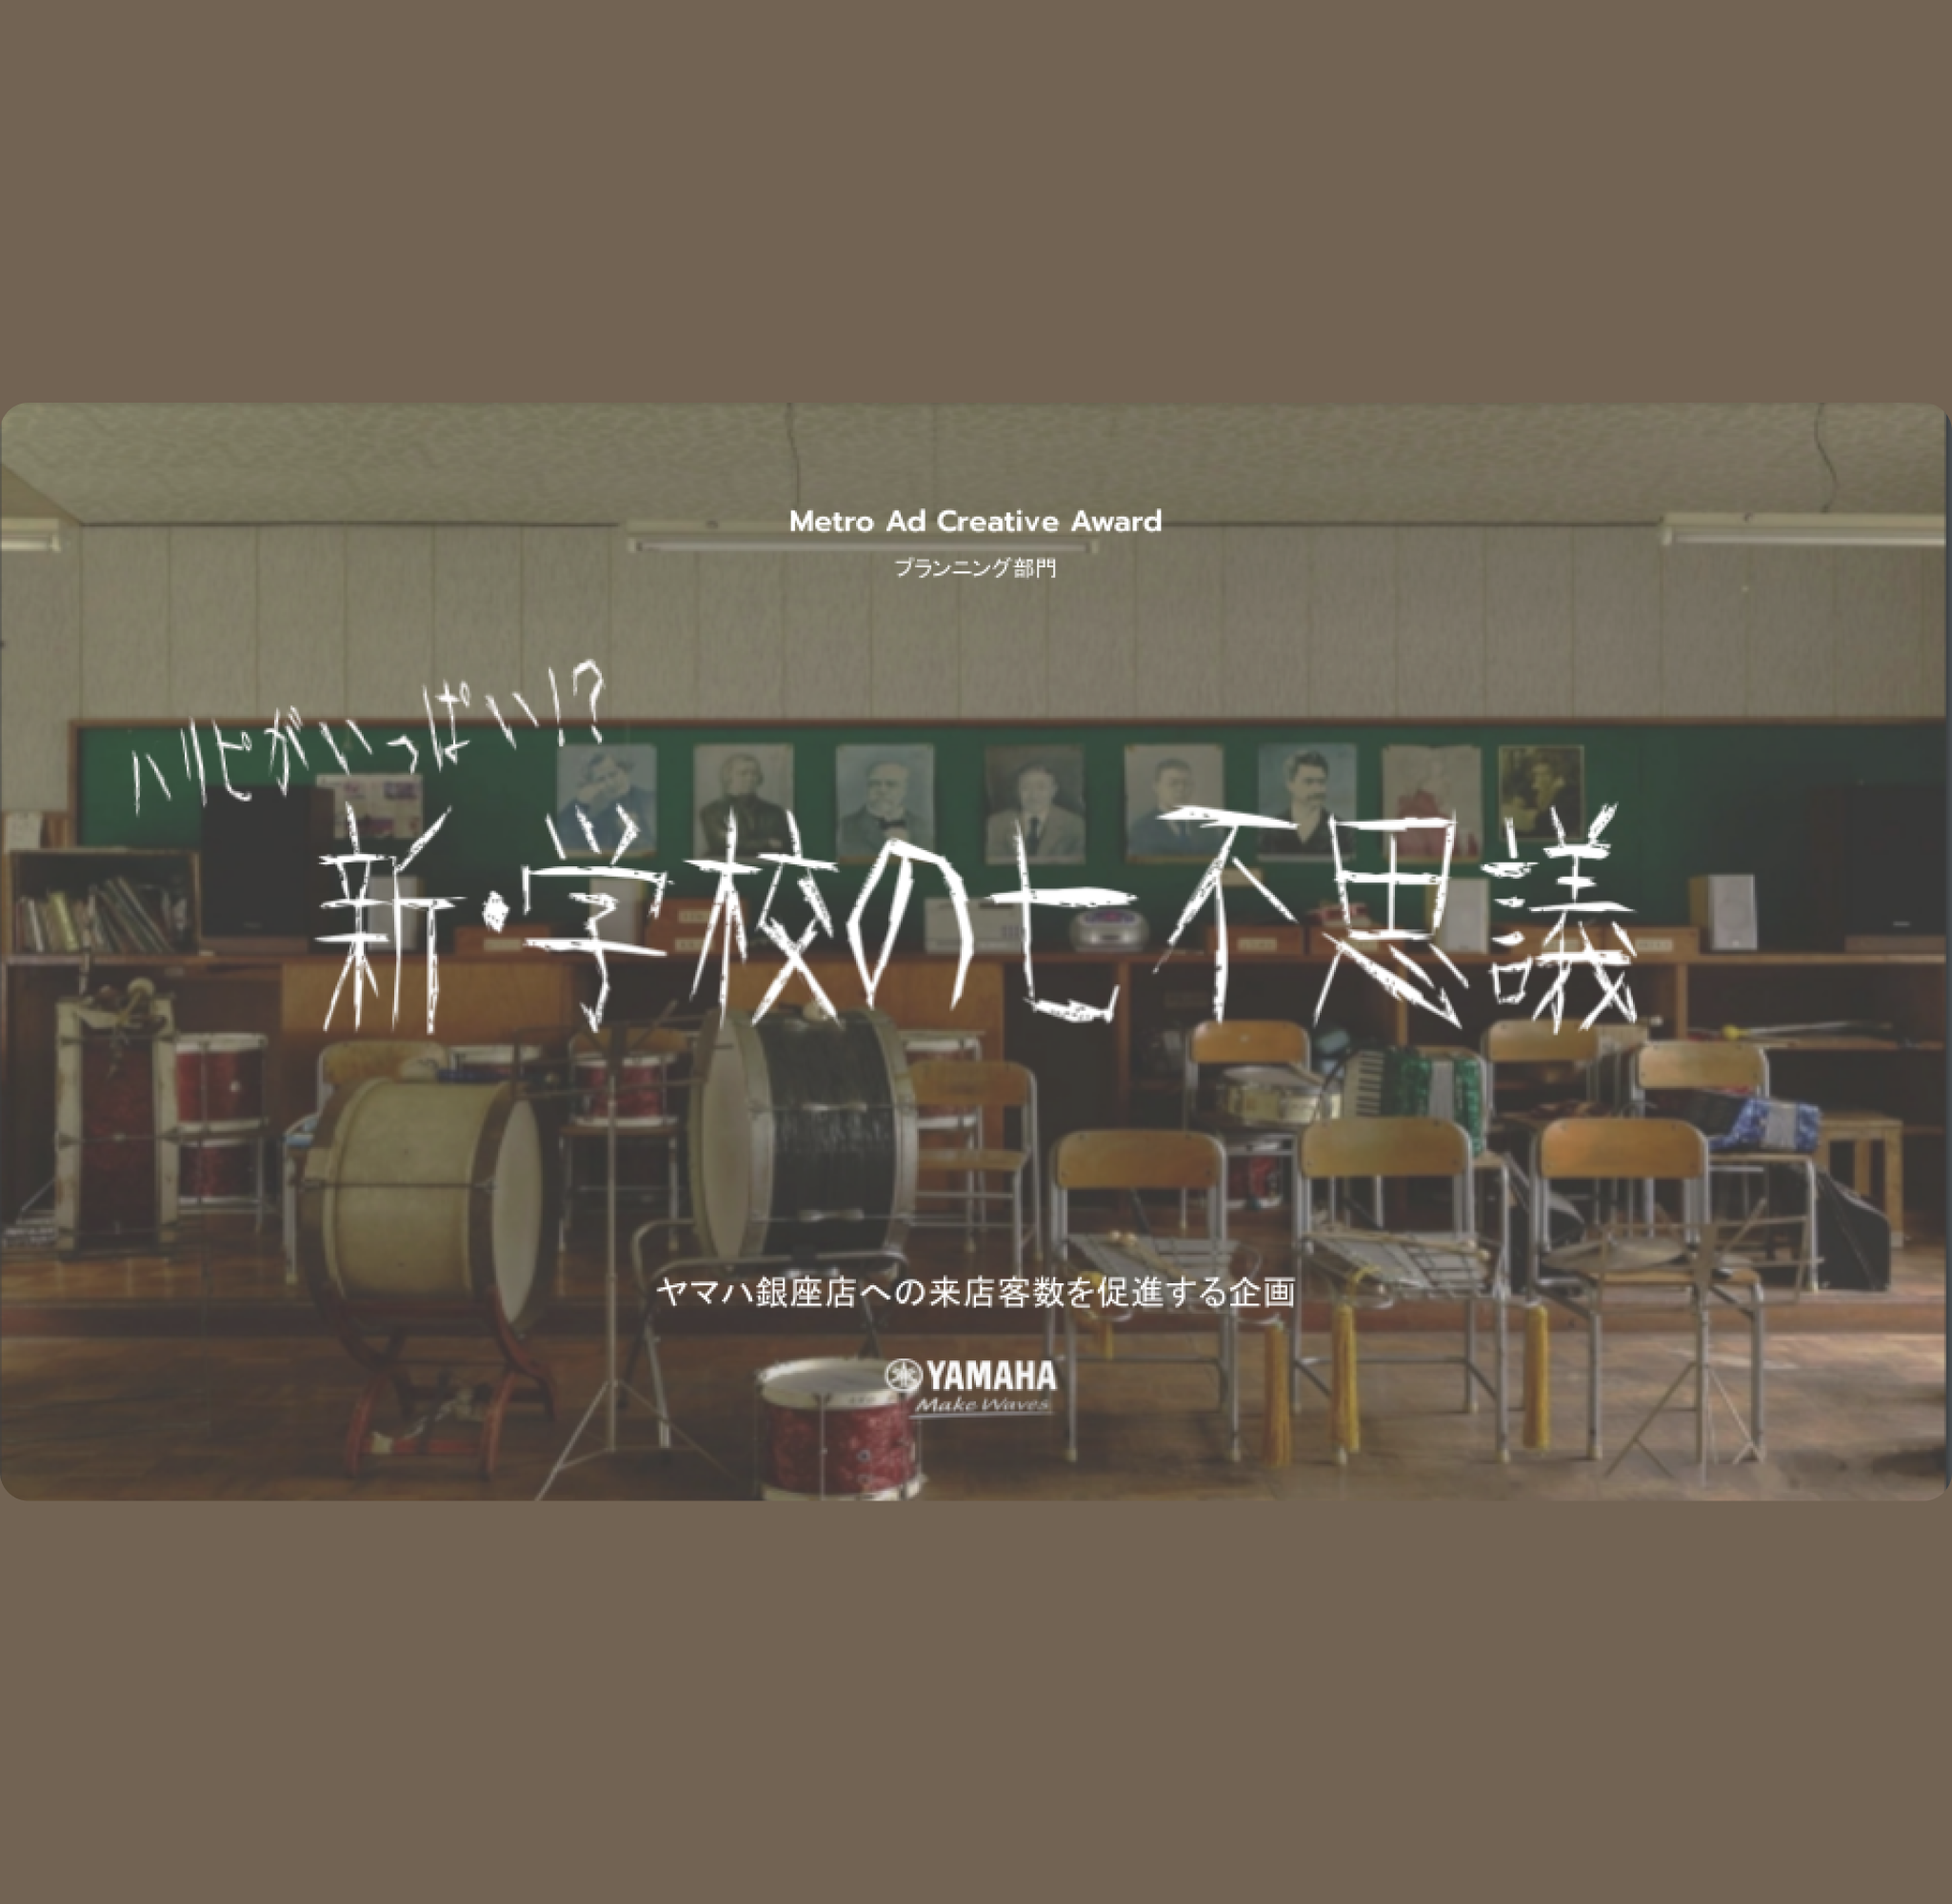 Metro Ad Creative Award
プランニング部門
ハリピがいっぱい!?
新・学校の七不思議
ヤマハ銀座店への来店客数を促進する企画
YAMAHA
Make Waves